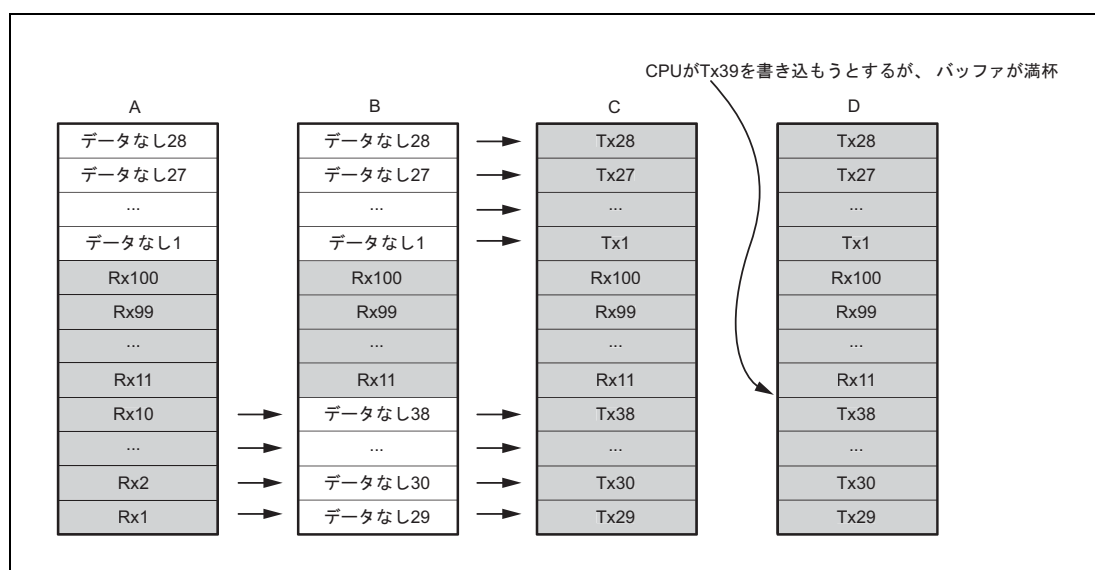 CPUがTx39を書き込もうとするが、 バッファが満杯
A
データなし28
データなし27
...
データなし1
Rx100
Rx99
...
Rx11
Rx10
...
Rx2
Rx1
B
データなし28
データなし27
...
データなし1
Rx100
Rx99
...
Rx11
データなし38
...
データなし30
データなし29
C
Tx28
Tx27
...
Tx1
Rx100
Rx99
...
Rx11
Tx38
...
Tx30
Tx29
D
Tx28
Tx27
...
Tx1
Rx100
Rx99
...
Rx11
Tx38
...
Tx30
Tx29